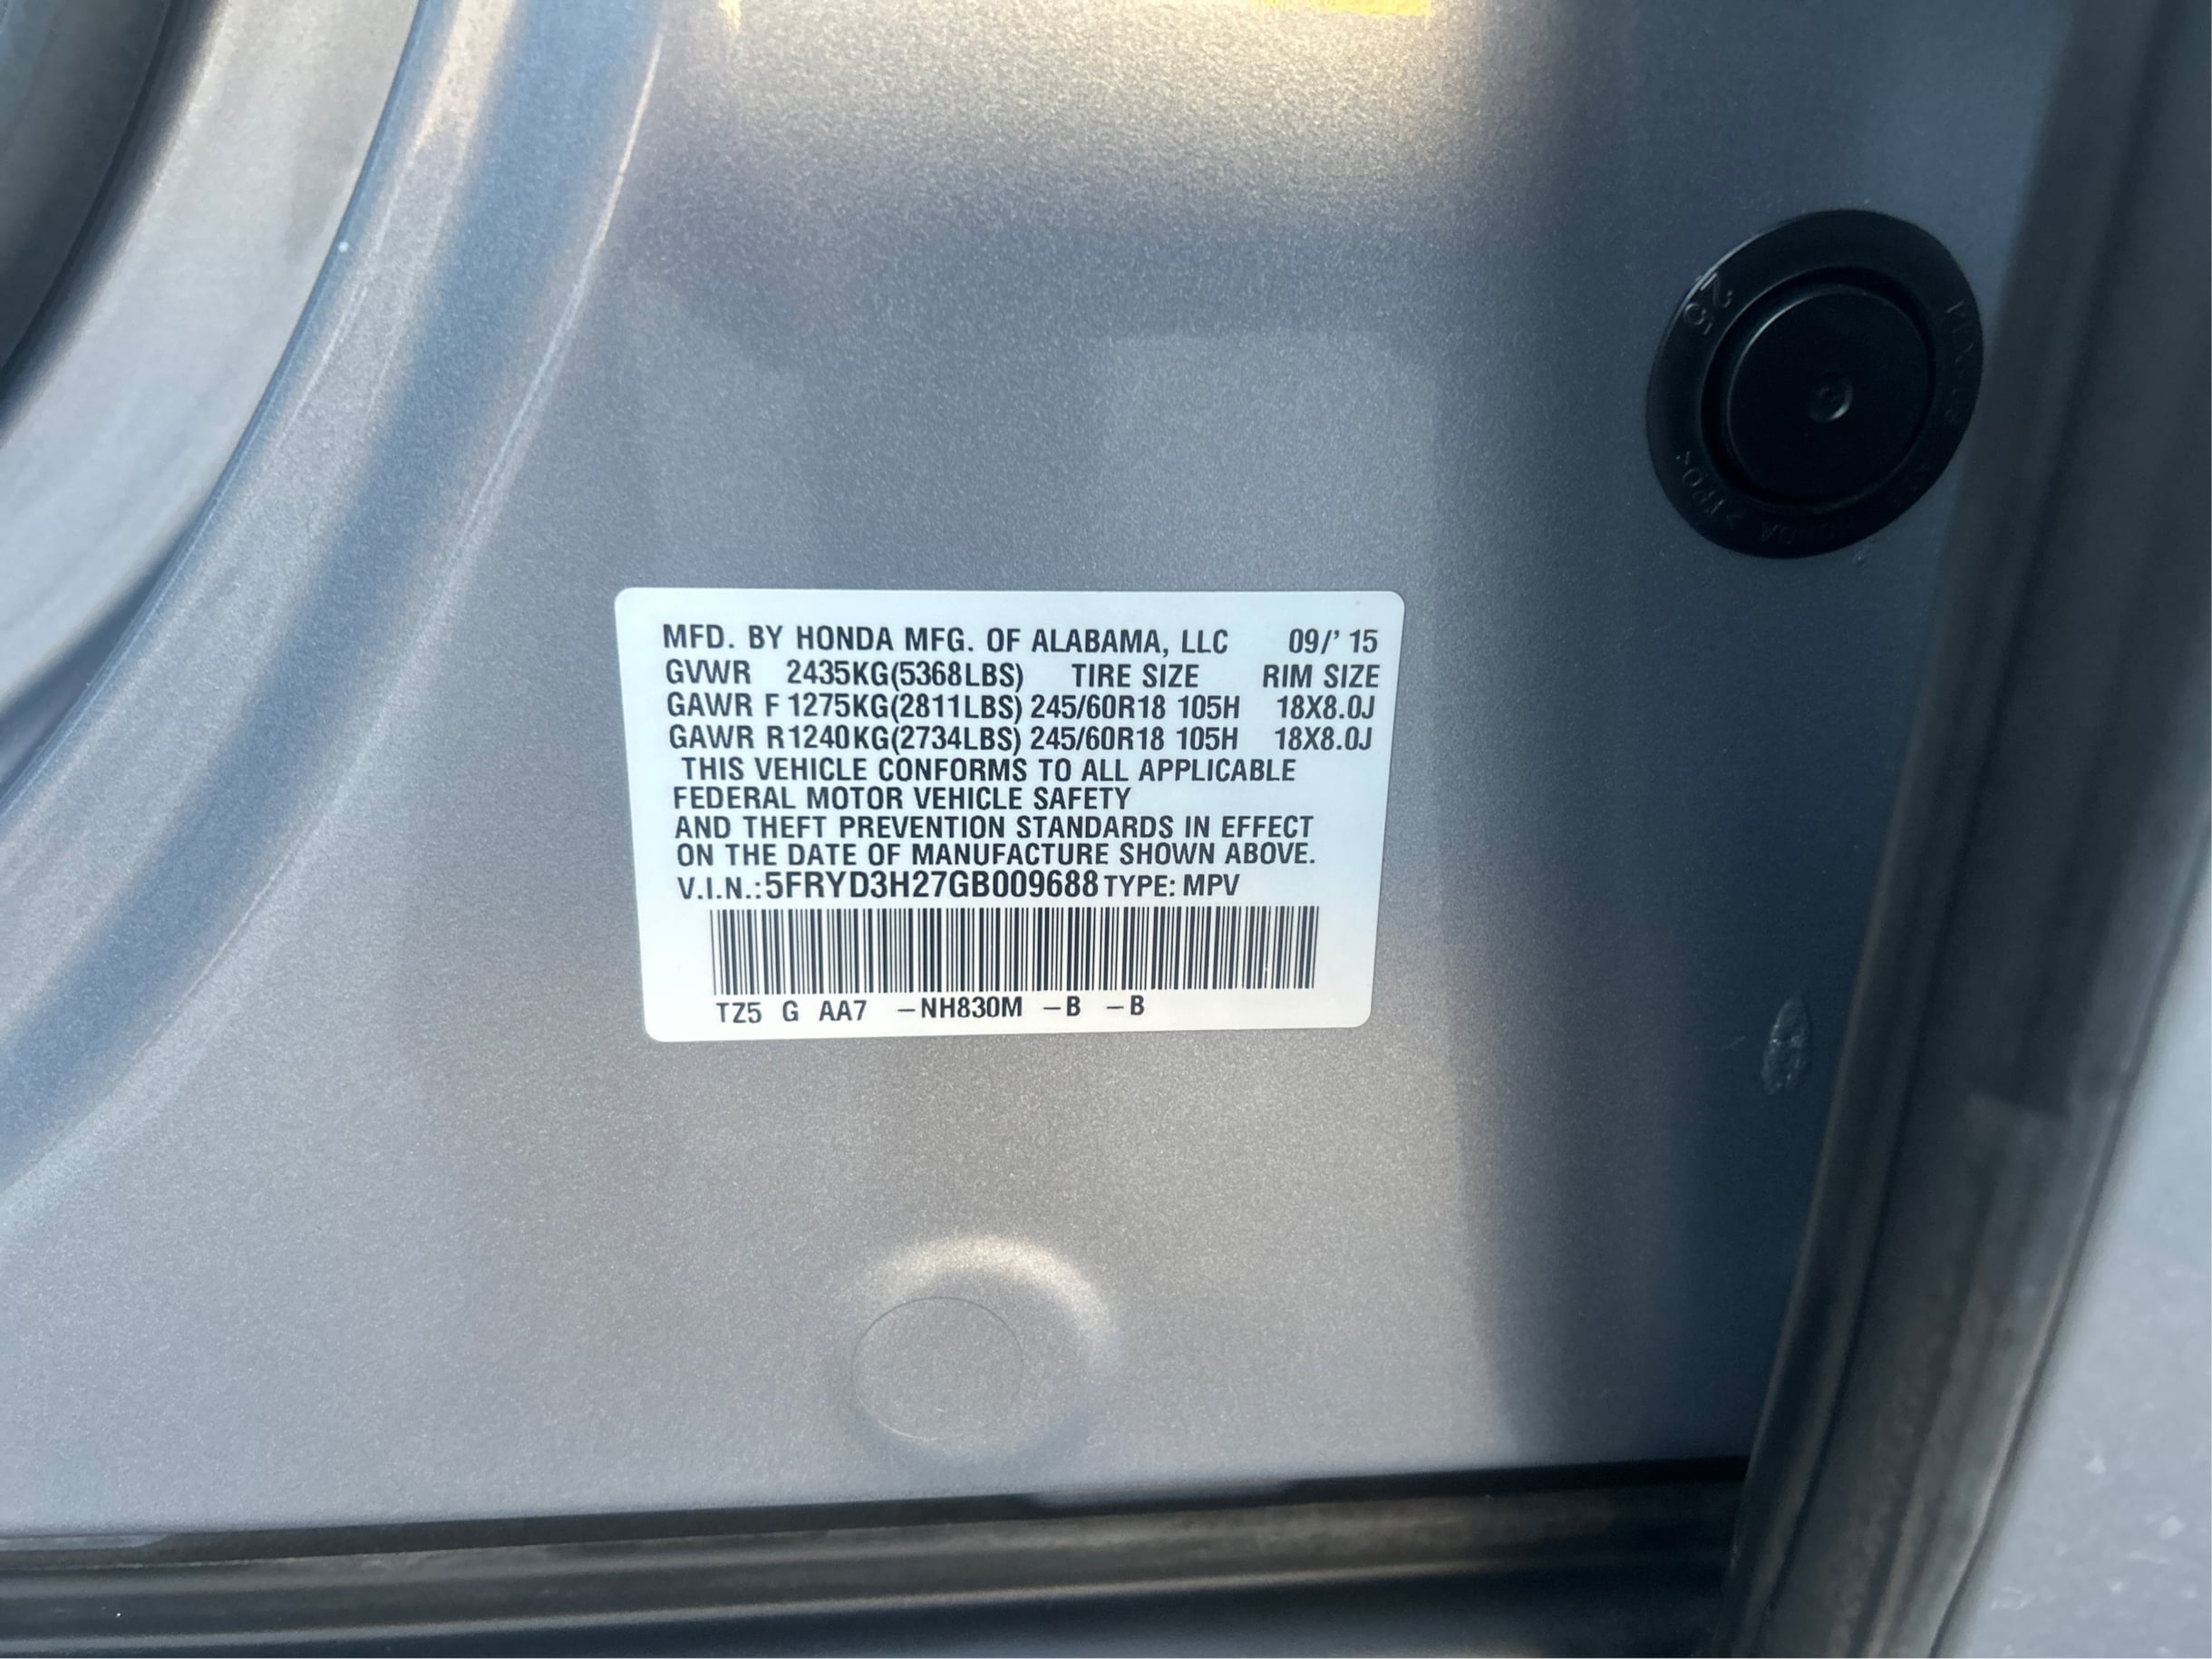 MFD. BY HONDA MFG. OF ALABAMA, LLC 09/' 15
GVWR 2435KG(5368LBS) TIRE SIZE RIM SIZE
GAWR F 1275KG(2811LBS) 245/60R18 105H 18X8.0J
GAWR R1240KG(2734LBS) 245/60R18 105H 18X8.0J
THIS VEHICLE CONFORMS TO ALL APPLICABLE
FEDERAL MOTOR VEHICLE SAFETY
AND THEFT PREVENTION STANDARDS IN EFFECT
ON THE DATE OF MANUFACTURE SHOWN ABOVE.
V.I.N.:5FRYD3H27GB009688 TYPE: MPV
TZ5 G AA7 –NH830M –B –B
25
HONDA